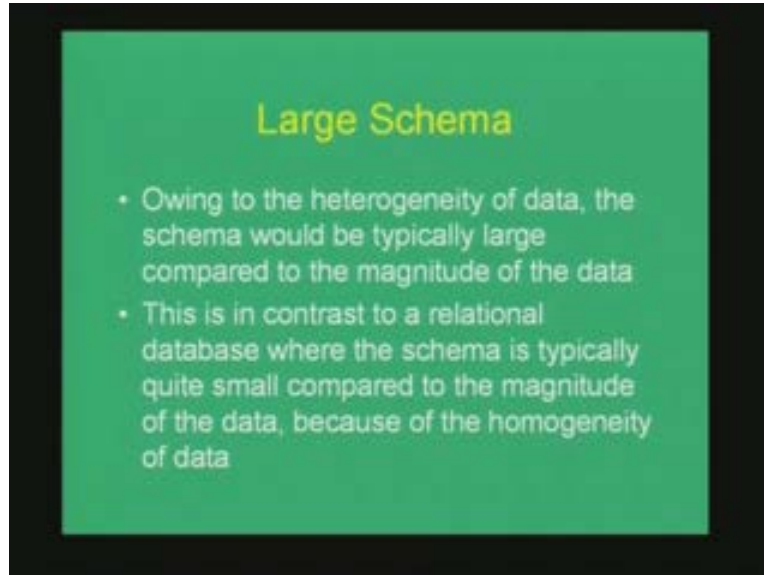 Large Schema
• Owing to the heterogeneity of data, the
schema would be typically large
compared to the magnitude of the data
• This is in contrast to a relational
database where the schema is typically
quite small compared to the magnitude
of the data, because of the homogeneity
of data